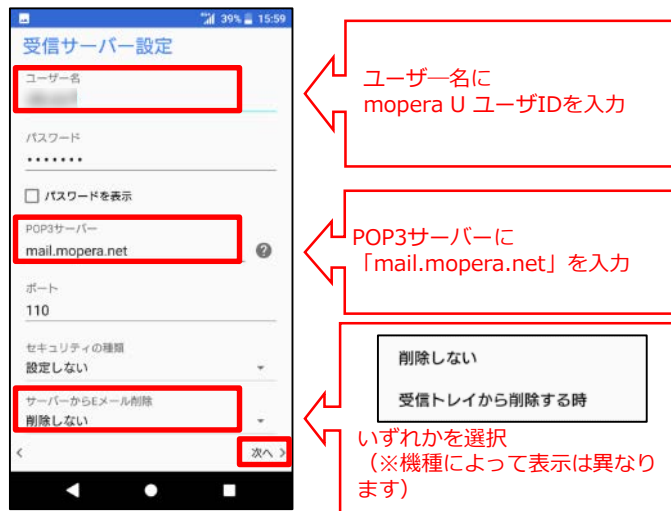 39% 15:59
受信サーバー設定
ユーザー名
パスワード
•••••••
パスワードを表示
POP3サーバー
mail.mopera.net
ポート
110
セキュリティの種類
設定しない
サーバーからEメール削除
削除しない
次へ
ユーザ―名に
mopera U ユーザIDを入力
POP3サーバーに
「mail.mopera.net」を入力
削除しない
受信トレイから削除する時
いずれかを選択
（※機種によって表示は異なり
ます）